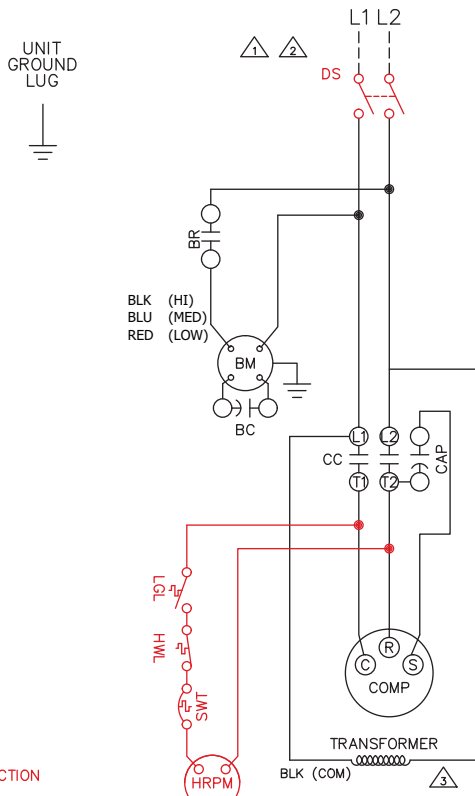 L1 L2
UNIT
GROUND
LUG
1 2
DS
BR
BLK (HI)
BLU (MED)
RED (LOW)
BM
BC
L1 L2
CC
CAP
T1 T2
LGL
HWL
SWT
R
C S
COMP
TRANSFORMER
BLK (COM)
3
CTION
HRPM